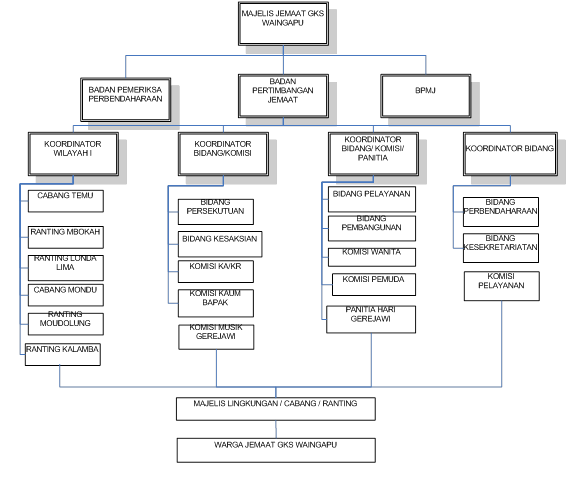 MAJELIS JEMAAT GKS
WAINGAPU
BADAN PEMERIKSA
PERBENDAHARAAN
BADAN
PERTIMBANGAN
JEMAAT
BPMJ
KOORDINATOR
WILAYAH I
KOORDINATOR
BIDANG/KOMISI
KOORDINATOR
BIDANG/ KOMISI/
PANITIA
KOORDINATOR BIDANG
CABANG TEMU
RANTING MBOKAH
RANTING LONDA
LIMA
CABANG MONDU
RANTING
MOUDOLUNG
RANTING KALAMBA
BIDANG
PERSEKUTUAN
BIDANG KESAKSIAN
KOMISI KA/KR
KOMISI KAUM
BAPAK
KOMISI MUSIK
GEREJAWI
BIDANG PELAYANAN
BIDANG
PEMBANGUNAN
KOMISI WANITA
KOMISI PEMUDA
PANITIA HARI
GEREJAWI
BIDANG
PERBENDAHARAAN
BIDANG
KESEKRETARIATAN
KOMISI
PELAYANAN
MAJELIS LINGKUNGAN / CABANG / RANTING
WARGA JEMAAT GKS WAINGAPU